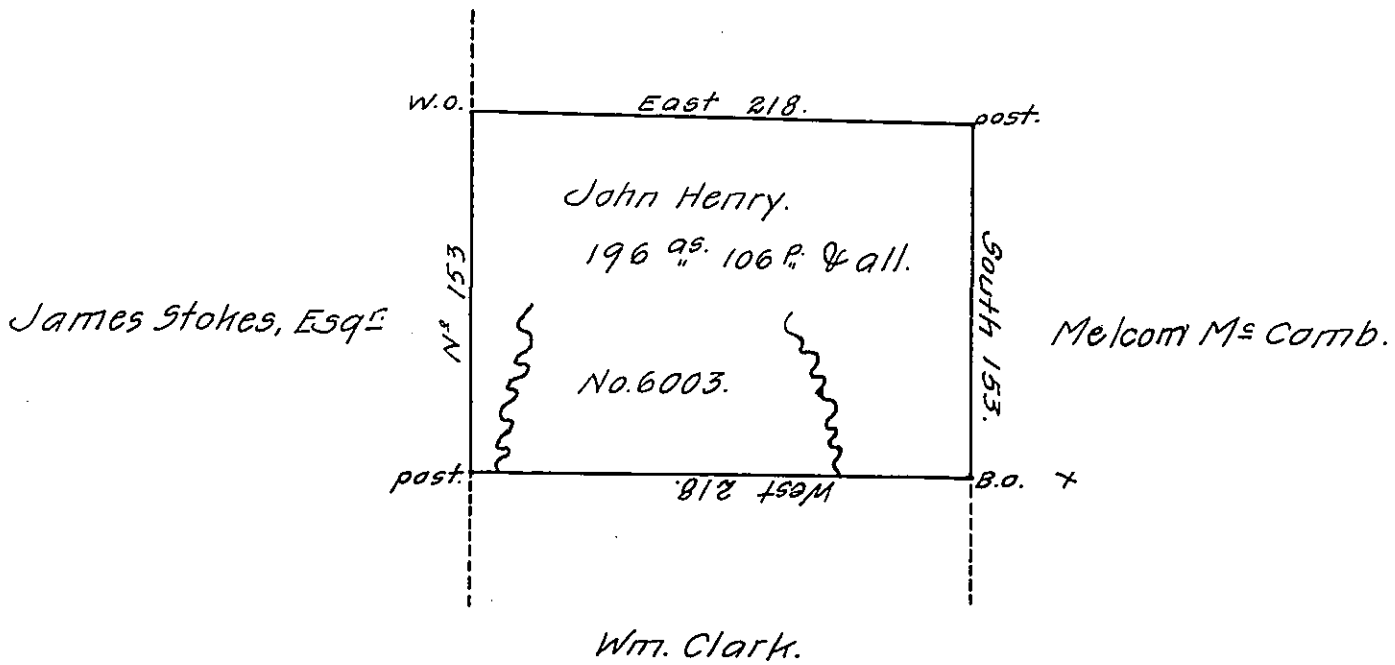 W.O. East 218. post.
John Henry.
196 as. 106 P. & all.
Nº 153
South 153.
James Stokes, Esqr.
Melcom Mc Comb.
No. 6003.
post. West 218. B.O. x
Wm. Clark.